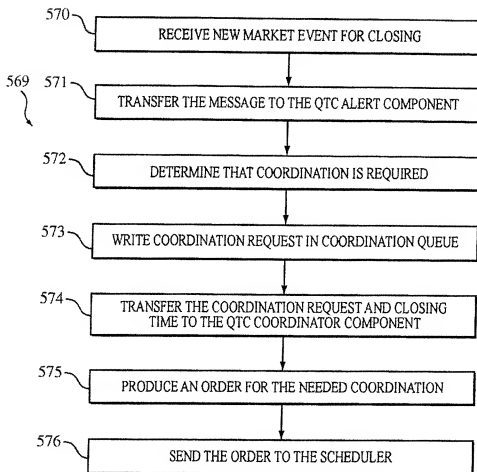 570
RECEIVE NEW MARKET EVENT FOR CLOSING
569
571
TRANSFER THE MESSAGE TO THE QTC ALERT COMPONENT
572
DETERMINE THAT COORDINATION IS REQUIRED
573
WRITE COORDINATION REQUEST IN COORDINATION QUEUE
574
TRANSFER THE COORDINATION REQUEST AND CLOSING
TIME TO THE QTC COORDINATOR COMPONENT
575
PRODUCE AN ORDER FOR THE NEEDED COORDINATION
576
SEND THE ORDER TO THE SCHEDULER